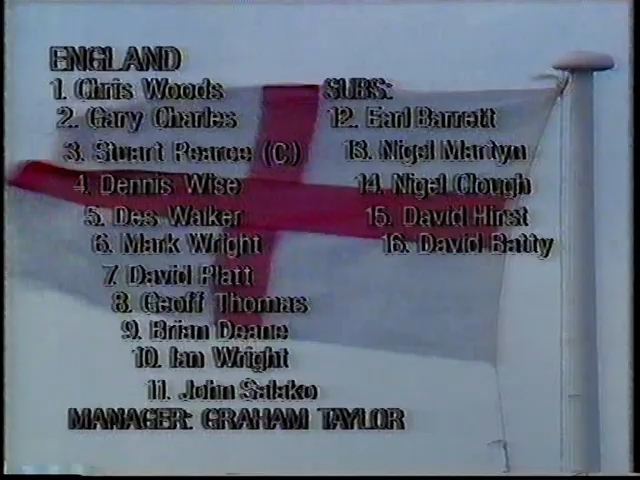 ENGLAND
1. Chris Woods
2. Gary Charles
3. Stuart Pearce (C)
4. Dennis Wise
5. Des Walker
6. Mark Wright
7 David Platt
8. Geoff Thomas
9. Brian Deane
10. Ian Wright
11. John Salako
MANAGER: GRAHAM TAYLOR
SUBS:
12. Earl Barrett
13. Nigel Martyn
14. Nigel Clough
15. David Hirst
16. David Batty